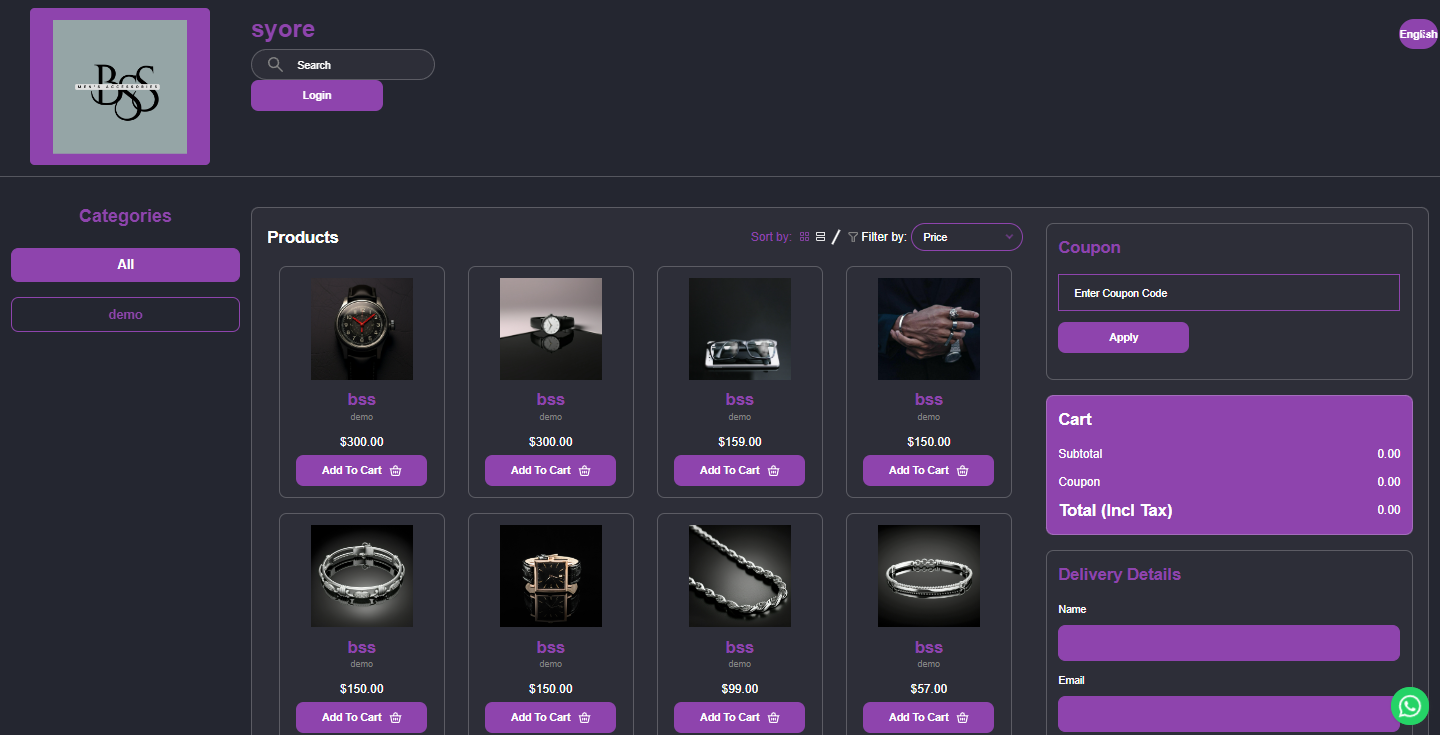 BSS
MEN'S ACCESSORIES
syore
Search
Login
English
Categories
All
demo
Products
Sort by: / Filter by: Price
bss
demo
$300.00
Add To Cart
bss
demo
$300.00
Add To Cart
bss
demo
$159.00
Add To Cart
bss
demo
$150.00
Add To Cart
bss
demo
$150.00
Add To Cart
bss
demo
$150.00
Add To Cart
bss
demo
$99.00
Add To Cart
bss
demo
$57.00
Add To Cart
Coupon
Enter Coupon Code
Apply
Cart
Subtotal 0.00
Coupon 0.00
Total (Incl Tax) 0.00
Delivery Details
Name
Email